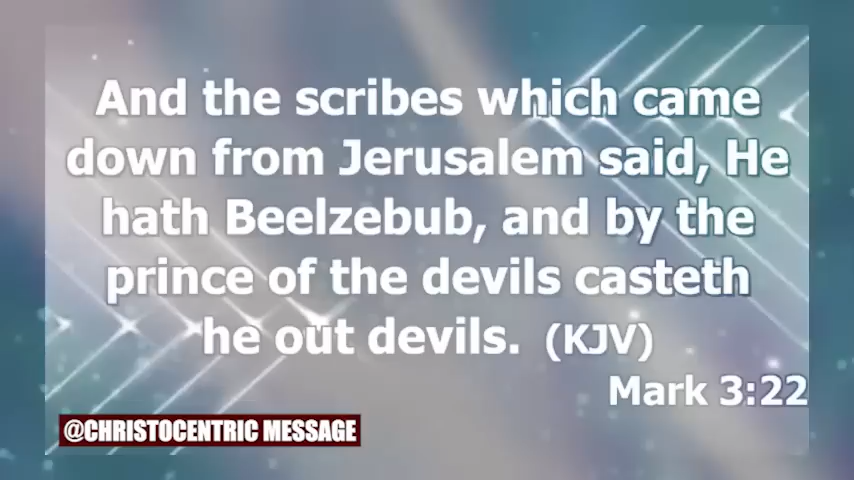 And the scribes which came
down from Jerusalem said, He
hath Beelzebub, and by the
prince of the devils casteth
he out devils. (KJV)
Mark 3:22
@CHRISTOCENTRIC MESSAGE